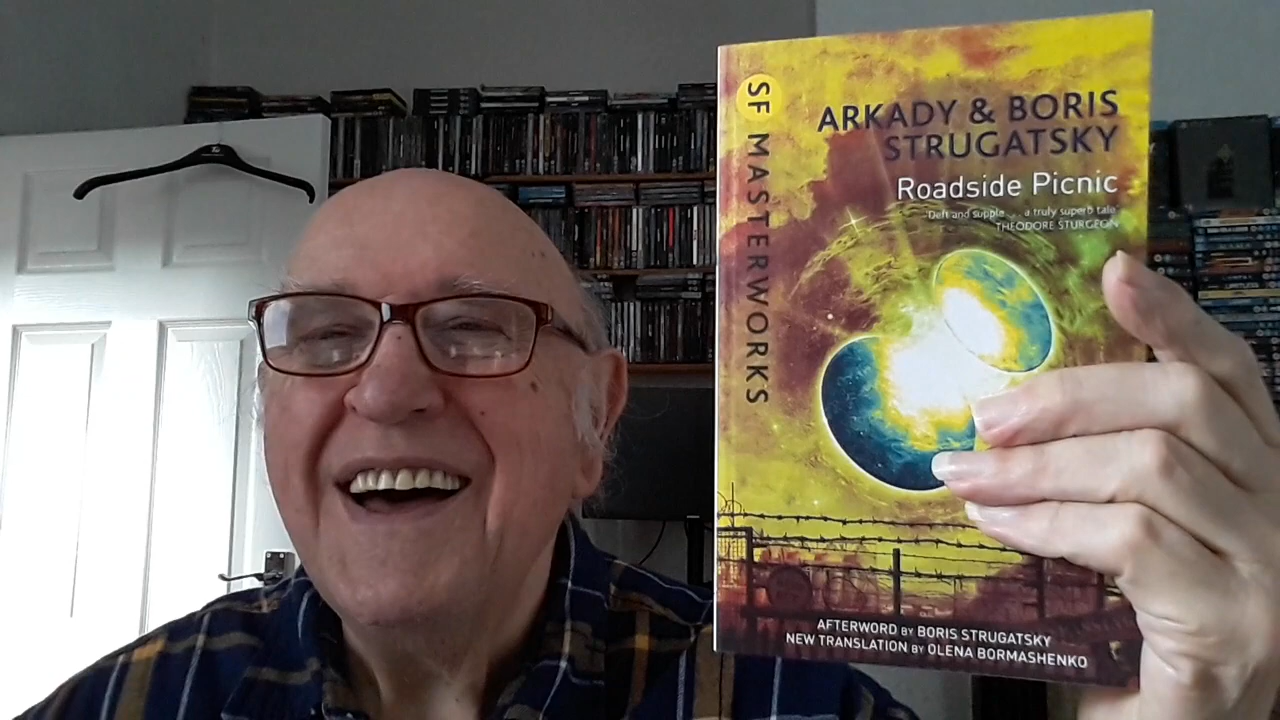 SF MASTERWORKS
ARKADY & BORIS
STRUGATSKY
Roadside Picnic
'Deft and supple . . . a truly superb tale'
THEODORE STURGEON
AFTERWORD BY BORIS STRUGATSKY
NEW TRANSLATION BY OLENA BORMASHENKO
LIMITLESS